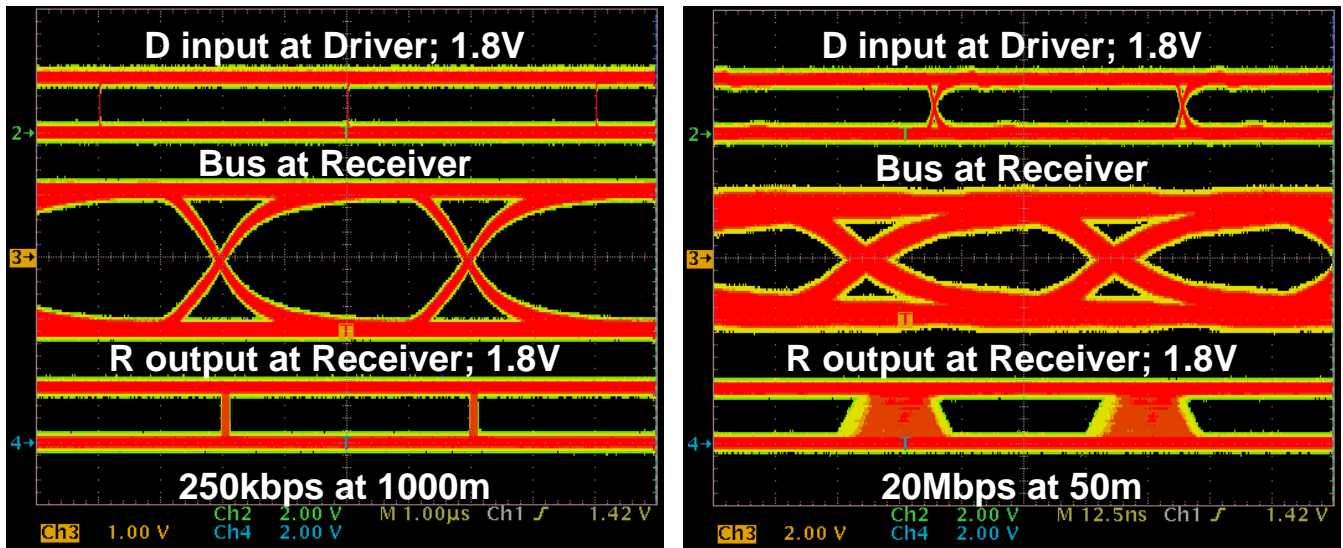 D input at Driver; 1.8V
2
Bus at Receiver
3
T
R output at Receiver; 1.8V
4
250kbps at 1000m
Ch2 2.00 V M 1.00µs Ch1 1.42 V
Ch3 1.00 V Ch4 2.00 V
D input at Driver; 1.8V
2
T
Bus at Receiver
3
T
R output at Receiver; 1.8V
4
T
20Mbps at 50m
Ch2 2.00 V M 12.5ns Ch1 1.42 V
Ch3 2.00 V Ch4 2.00 V